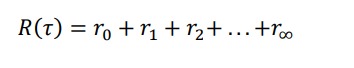 R(τ) = r₀ + r₁ + r₂+ ...+r∞